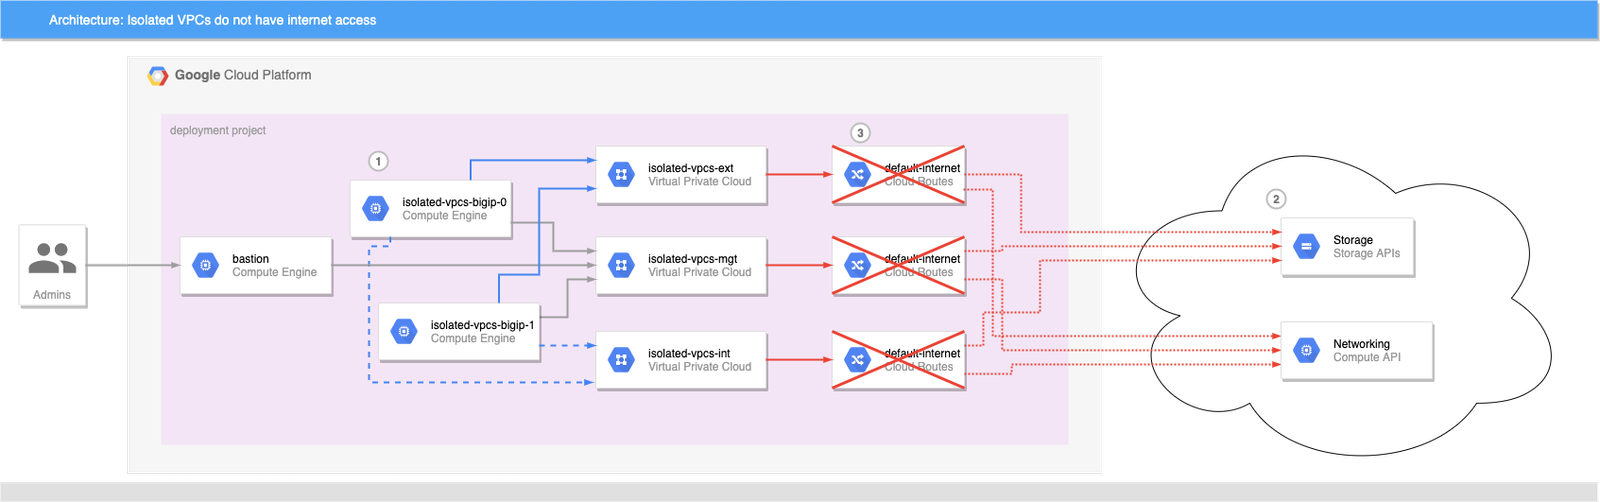 Architecture: Isolated VPCs do not have internet access
Google Cloud Platform
deployment project
1
3
2
isolated-vpcs-ext
Virtual Private Cloud
default-internet
Cloud Routes
isolated-vpcs-bigip-0
Compute Engine
Admins
bastion
Compute Engine
isolated-vpcs-mgt
Virtual Private Cloud
default-internet
Cloud Routes
Storage
Storage APIs
isolated-vpcs-bigip-1
Compute Engine
isolated-vpcs-int
Virtual Private Cloud
default-internet
Cloud Routes
Networking
Compute API